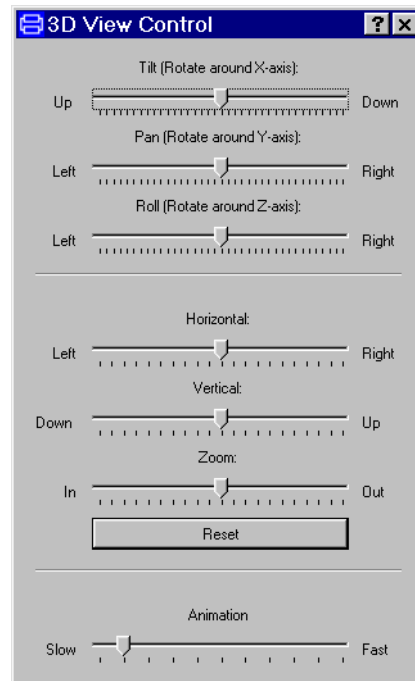 3D View Control ? ×
Tilt (Rotate around X-axis):
Up Down
Pan (Rotate around Y-axis):
Left Right
Roll (Rotate around Z-axis):
Left Right
Horizontal:
Left Right
Vertical:
Down Up
Zoom:
In Out
Reset
Animation
Slow Fast